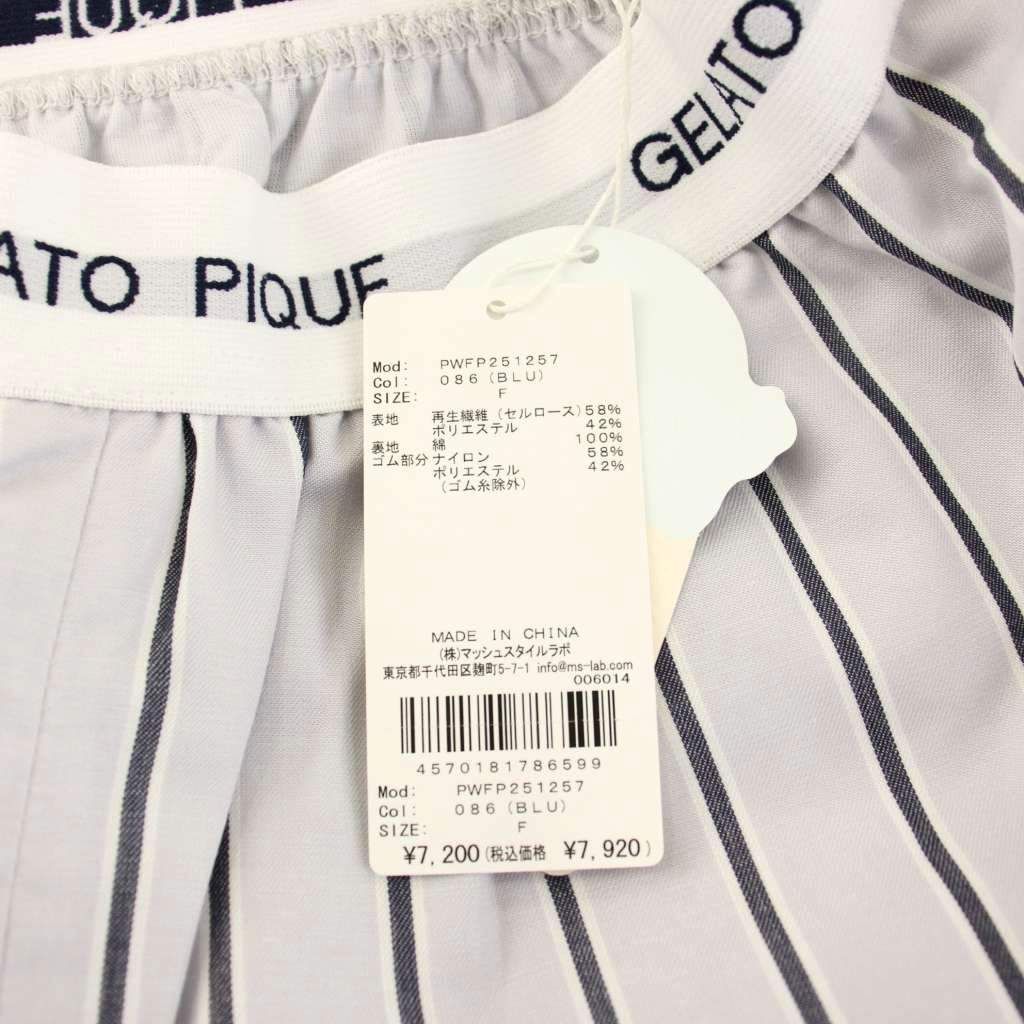 GELATO
ATO PIQUE
Mod: PWFP251257
Col: 086(BLU)
SIZE: F
表地 再生繊維(セルロース)58%
ポリエステル 42%
裏地 綿 100%
ゴム部分 ナイロン 58%
ポリエステル 42%
(ゴム糸除外)
MADE IN CHINA
(株)マッシュスタイルラボ
東京都千代田区麹町5-7-1 info@ms-lab.com
006014
4570181786599
Mod: PWFP251257
Col: 086(BLU)
SIZE: F
¥7,200(税込価格 ¥7,920)